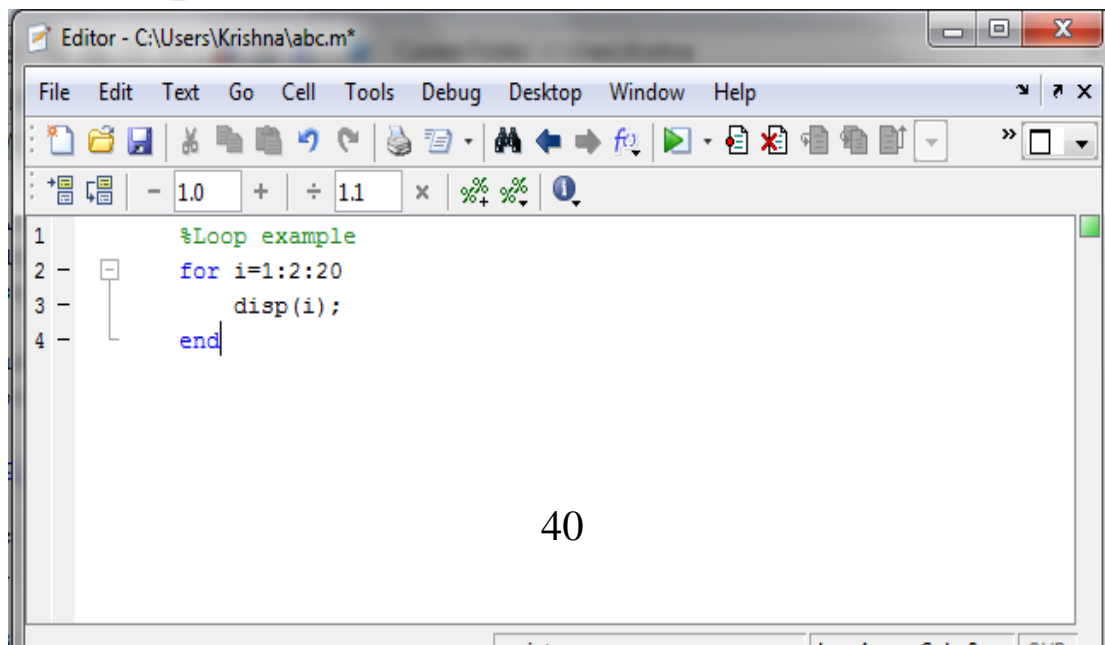 Editor - C:\Users\Krishna\abc.m*
File Edit Text Go Cell Tools Debug Desktop Window Help
- 1.0 + ÷ 1.1 ×
1 %Loop example
2 - for i=1:2:20
3 - disp(i);
4 - end
40